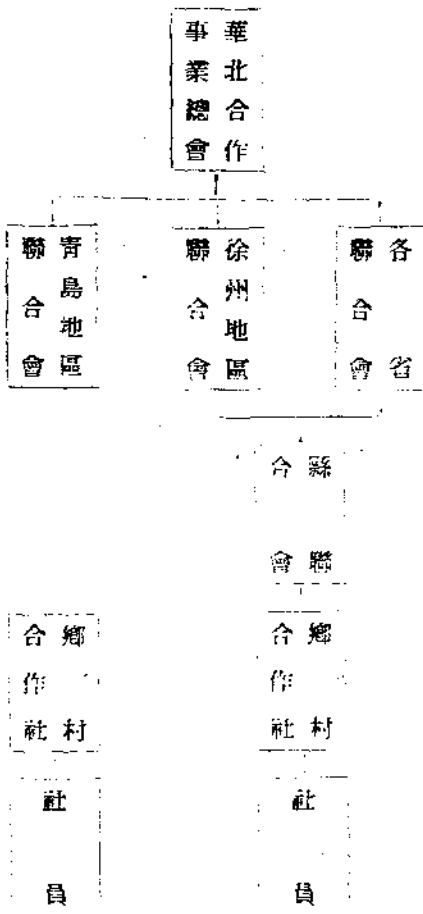 華北合作
事業總會
各省
聯合會
徐州地區
聯合會
青島地區
聯合會
縣聯
合會
鄉村
合作社
社員
鄉村
合作社
社員